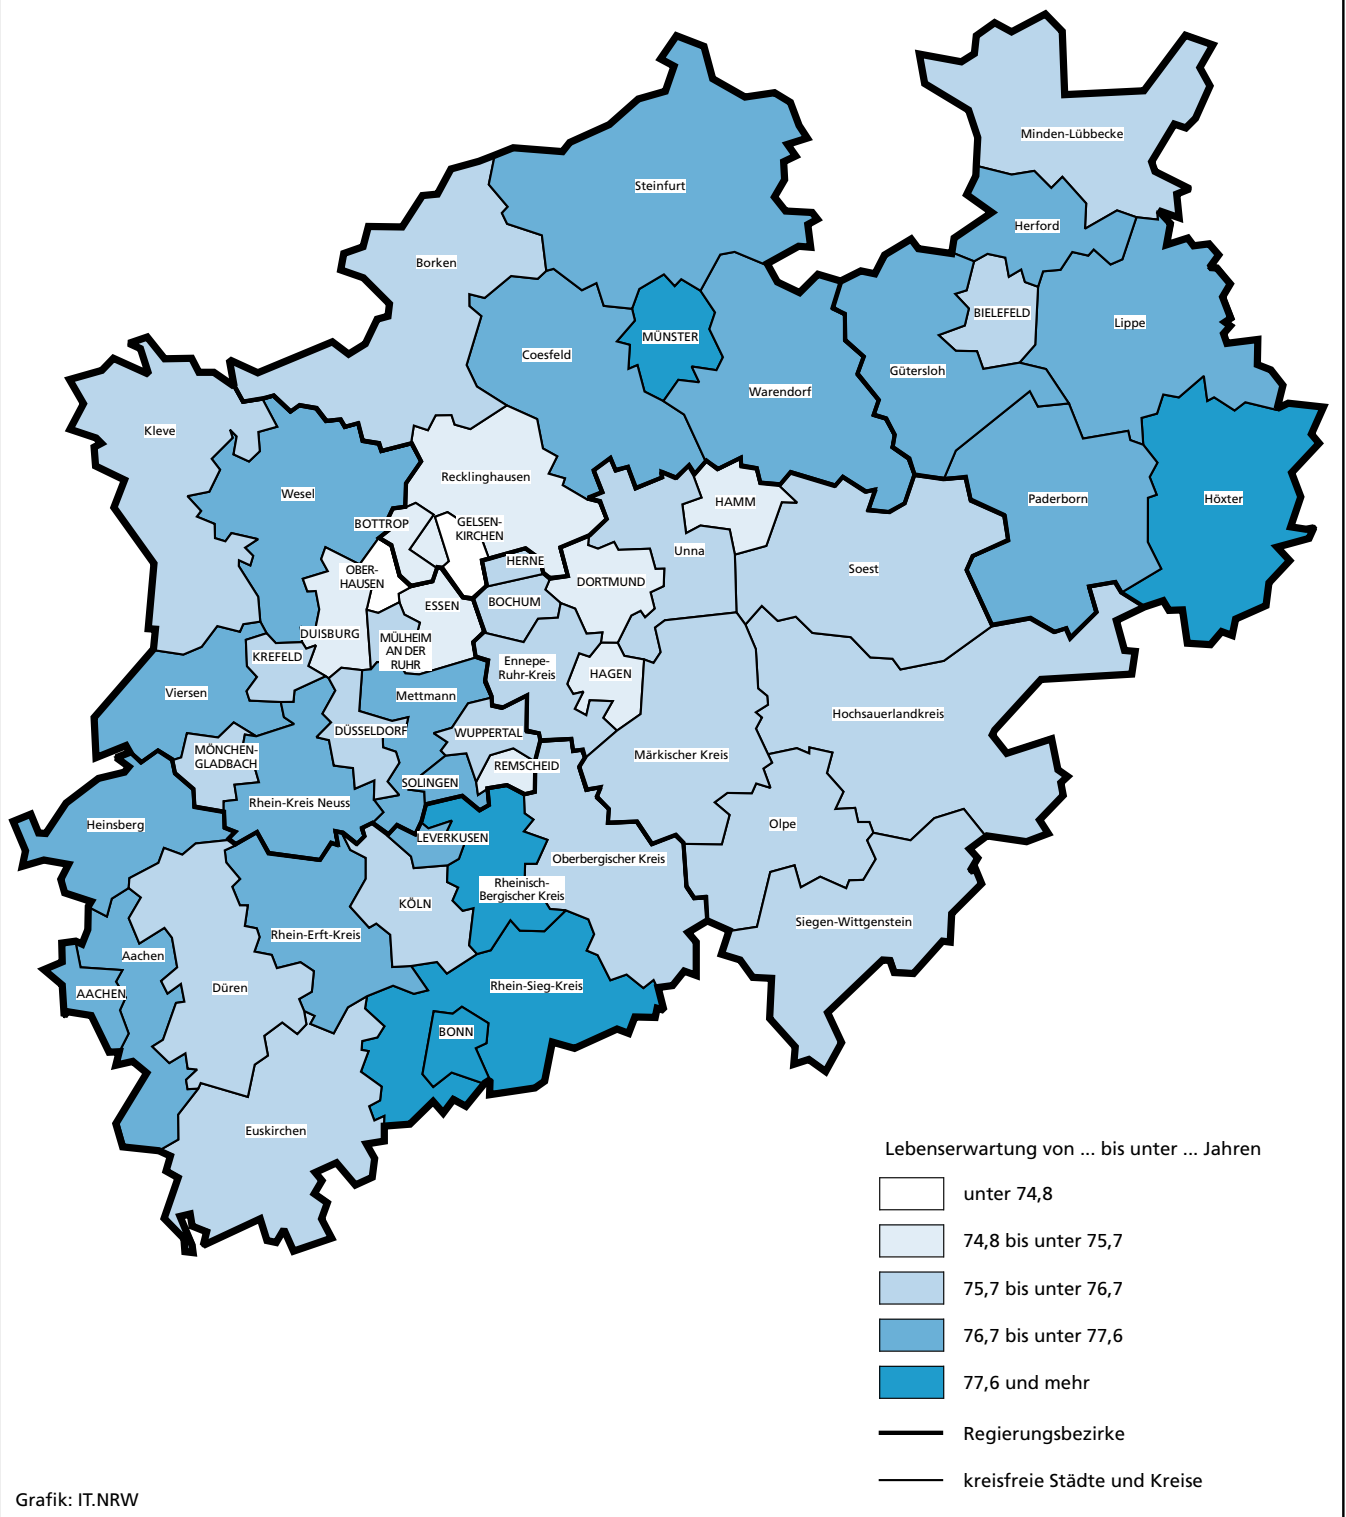 Minden-Lübbecke
Steinfurt
Herford
Borken
BIELEFELD
Lippe
MÜNSTER
Coesfeld
Gütersloh
Warendorf
Kleve
Recklinghausen
Wesel
Paderborn
Höxter
HAMM
BOTTROP
GELSEN-
KIRCHEN
Unna
HERNE
Soest
OBER-
HAUSEN
DORTMUND
ESSEN
BOCHUM
DUISBURG
MÜLHEIM
AN DER
RUHR
KREFELD
Ennepe-
Ruhr-Kreis
HAGEN
Viersen
Mettmann
Hochsauerlandkreis
DÜSSELDORF
WUPPERTAL
MÖNCHEN-
GLADBACH
Märkischer Kreis
REMSCHEID
SOLINGEN
Rhein-Kreis Neuss
Heinsberg
Olpe
LEVERKUSEN
Oberbergischer Kreis
Rheinisch-
Bergischer Kreis
KÖLN
Siegen-Wittgenstein
Rhein-Erft-Kreis
Aachen
Rhein-Sieg-Kreis
Düren
AACHEN
BONN
Euskirchen
Lebenserwartung von ... bis unter ... Jahren
unter 74,8
74,8 bis unter 75,7
75,7 bis unter 76,7
76,7 bis unter 77,6
77,6 und mehr
Regierungsbezirke
kreisfreie Städte und Kreise
Grafik: IT.NRW